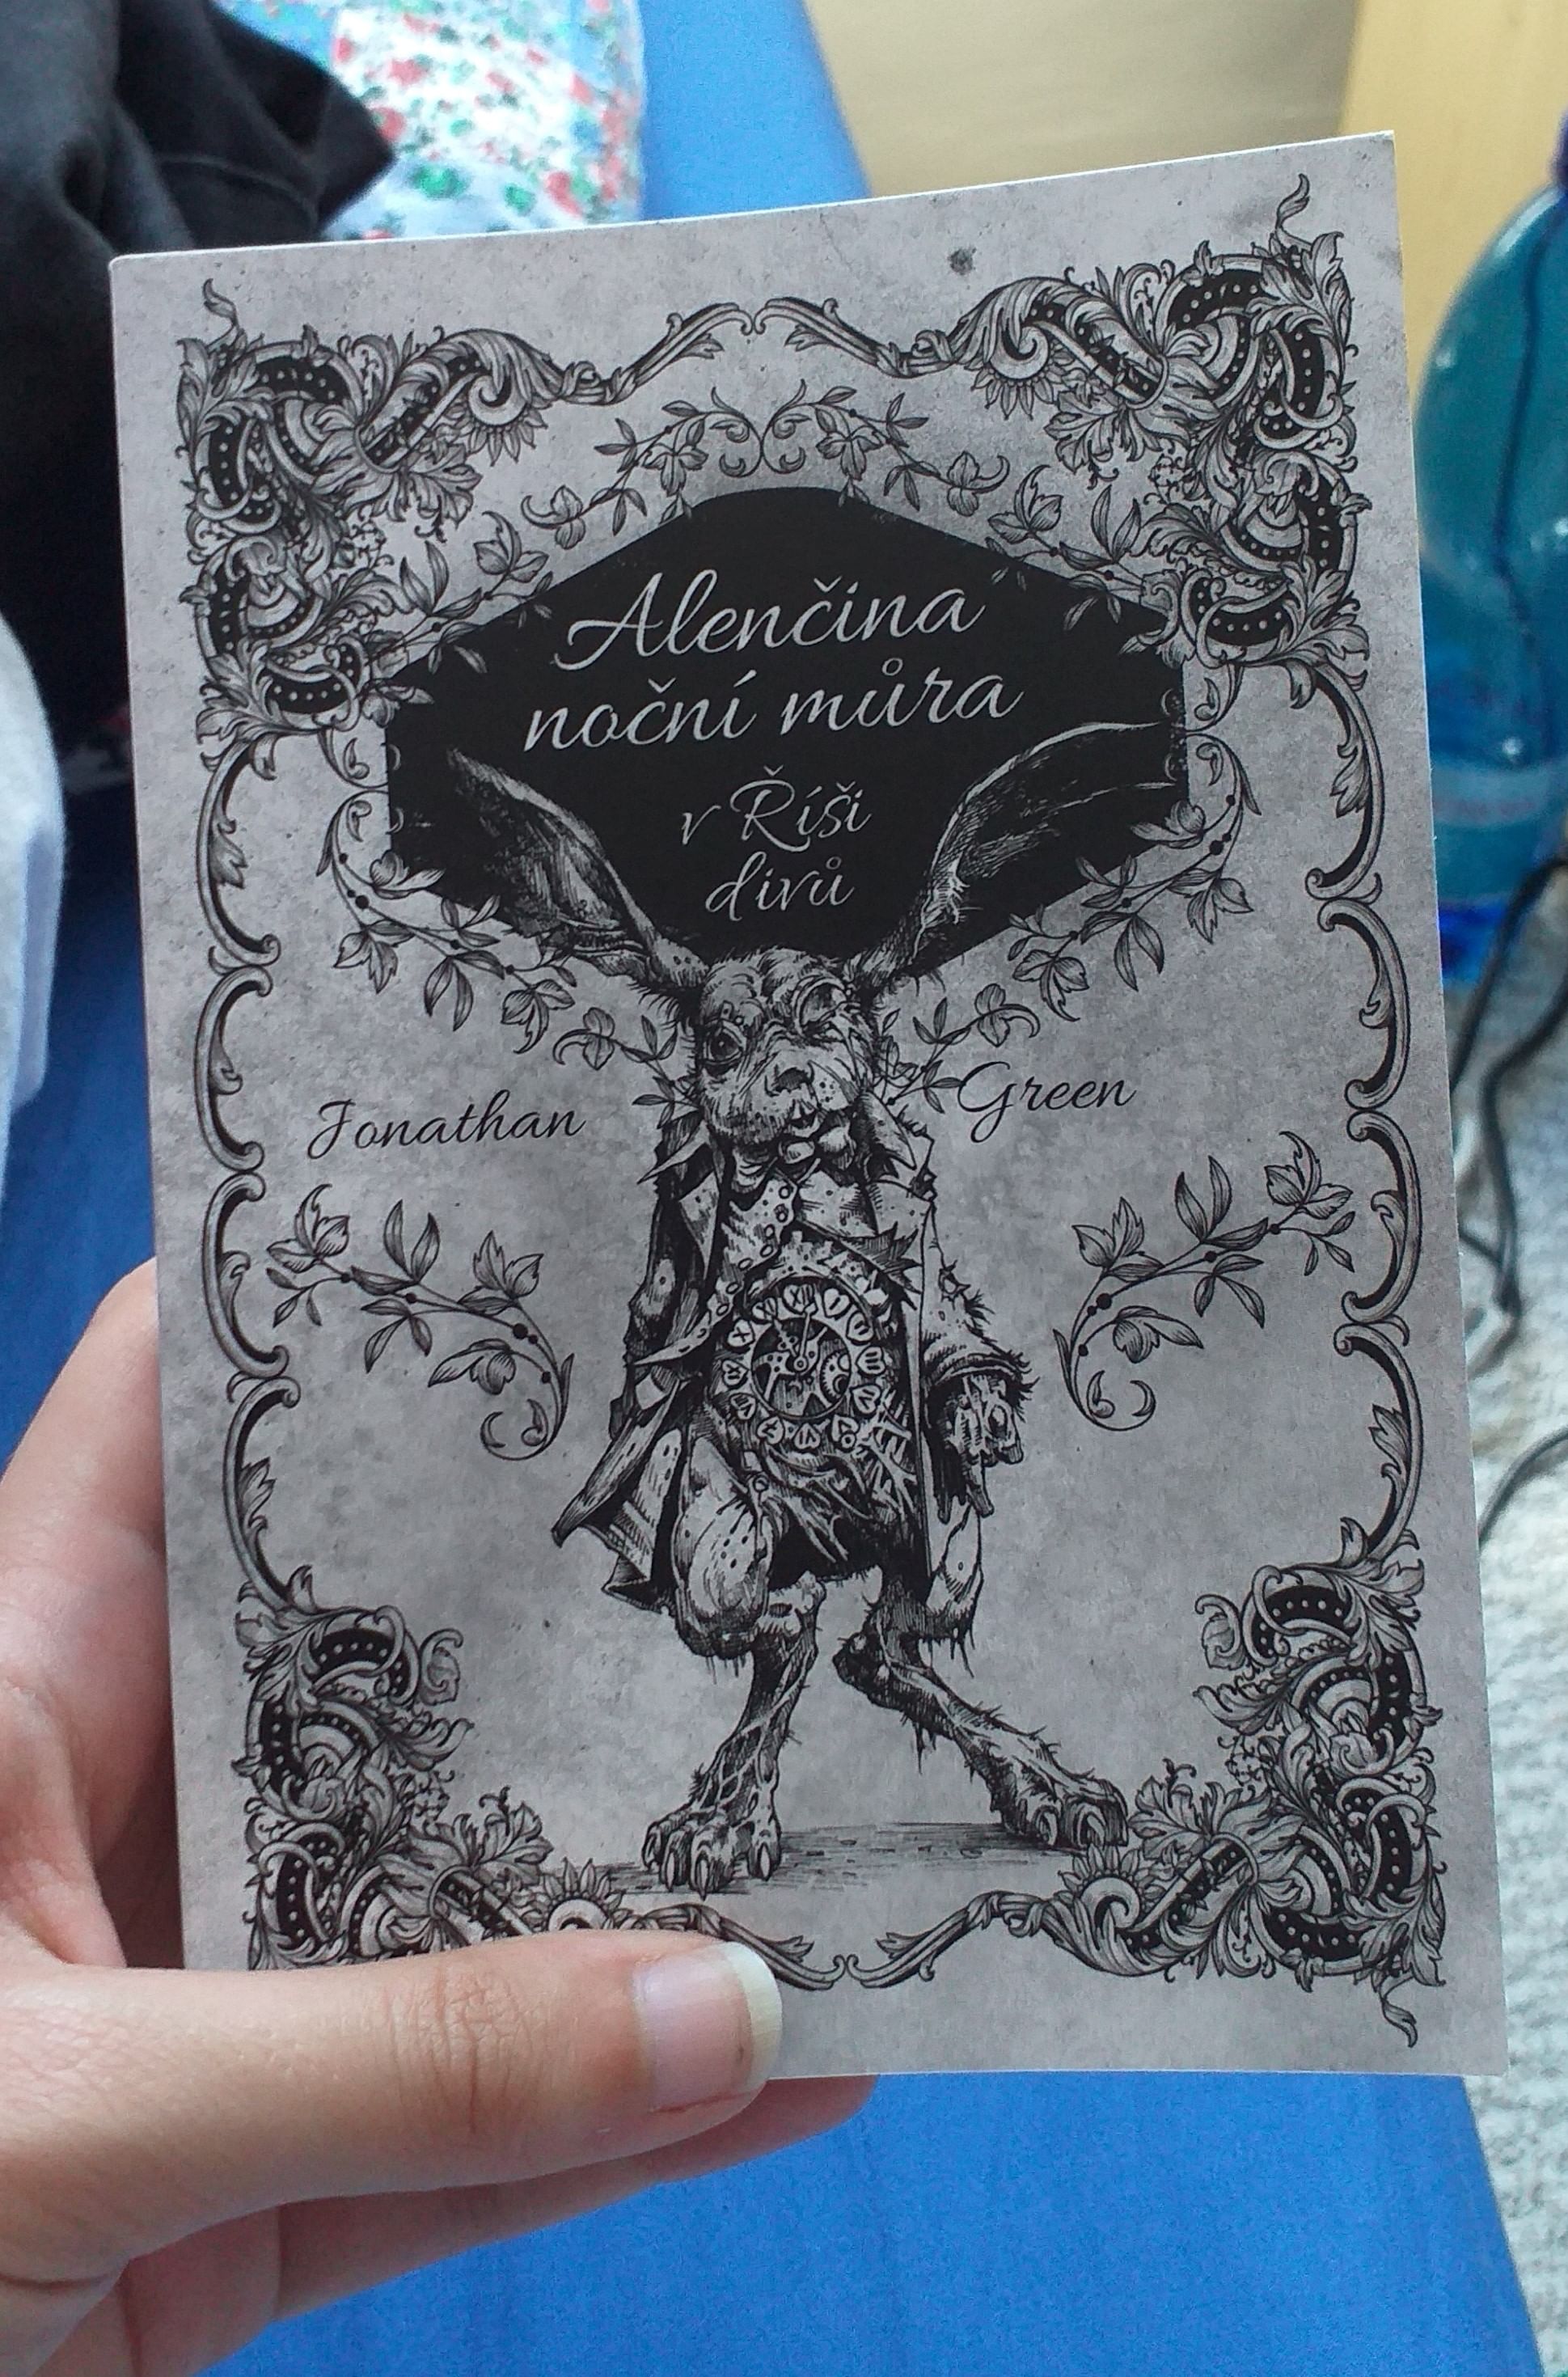 Alenčina
noční můra
v Říši
divů
Jonathan Green